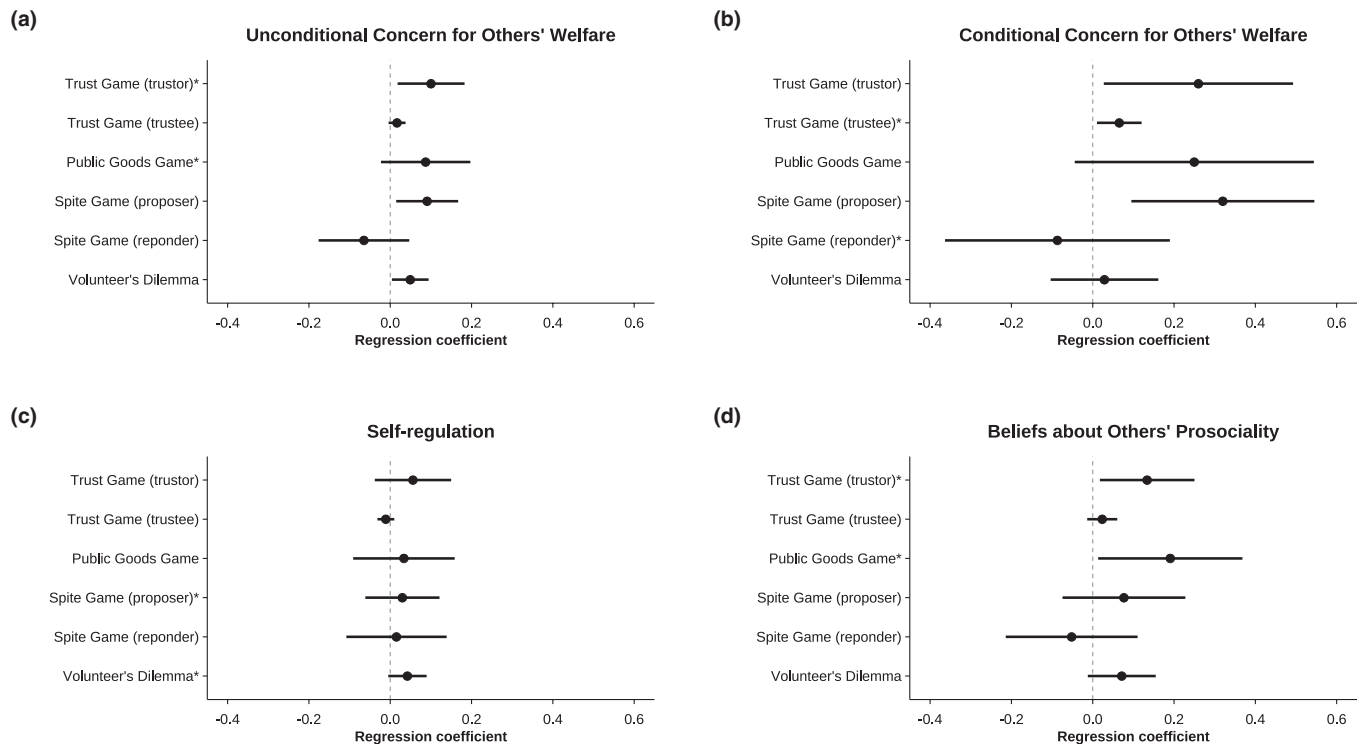 (a)
Unconditional Concern for Others' Welfare
Trust Game (trustor)*
Trust Game (trustee)
Public Goods Game*
Spite Game (proposer)
Spite Game (reponder)
Volunteer's Dilemma
-0.4 -0.2 0.0 0.2 0.4 0.6
Regression coefficient
(b)
Conditional Concern for Others' Welfare
Trust Game (trustor)
Trust Game (trustee)*
Public Goods Game
Spite Game (proposer)
Spite Game (reponder)*
Volunteer's Dilemma
-0.4 -0.2 0.0 0.2 0.4 0.6
Regression coefficient
(c)
Self-regulation
Trust Game (trustor)
Trust Game (trustee)
Public Goods Game
Spite Game (proposer)*
Spite Game (reponder)
Volunteer's Dilemma*
-0.4 -0.2 0.0 0.2 0.4 0.6
Regression coefficient
(d)
Beliefs about Others' Prosociality
Trust Game (trustor)*
Trust Game (trustee)
Public Goods Game*
Spite Game (proposer)
Spite Game (reponder)
Volunteer's Dilemma
-0.4 -0.2 0.0 0.2 0.4 0.6
Regression coefficient